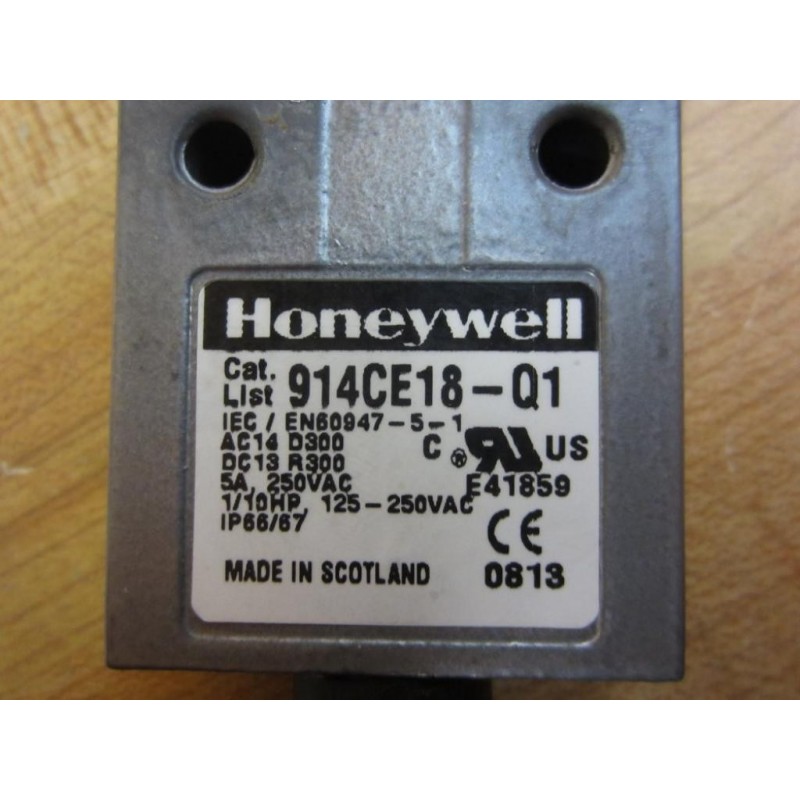 Honeywell
Cat.
List 914CE18-Q1
IEC / EN60947-5-1
AC14 D300
DC13 R300
5A, 250VAC
1/10HP, 125-250VAC
IP66/67
C ® UR US
E41859
CE
MADE IN SCOTLAND 0813